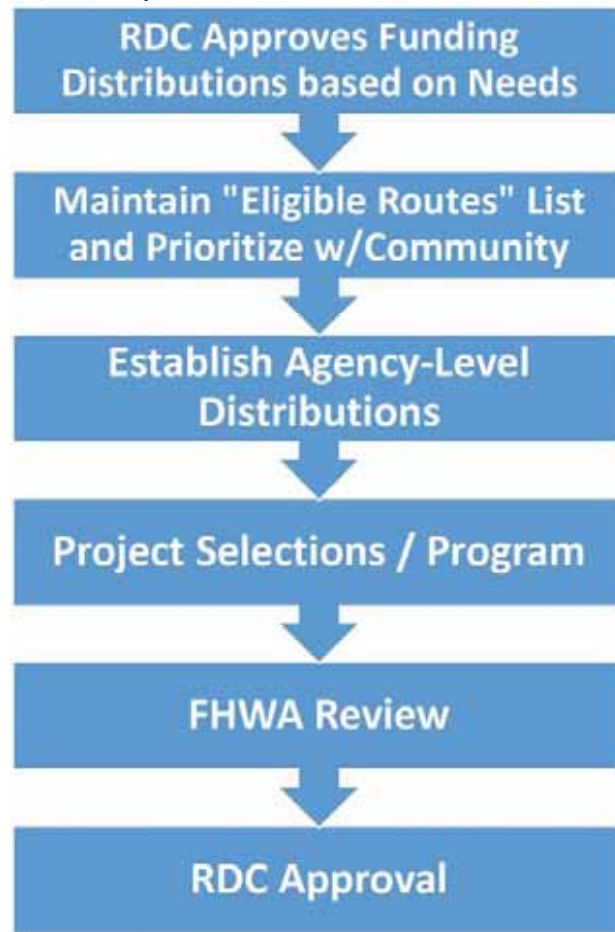 RDC Approves Funding
Distributions based on Needs
Maintain "Eligible Routes" List
and Prioritize w/Community
Establish Agency-Level
Distributions
Project Selections / Program
FHWA Review
RDC Approval